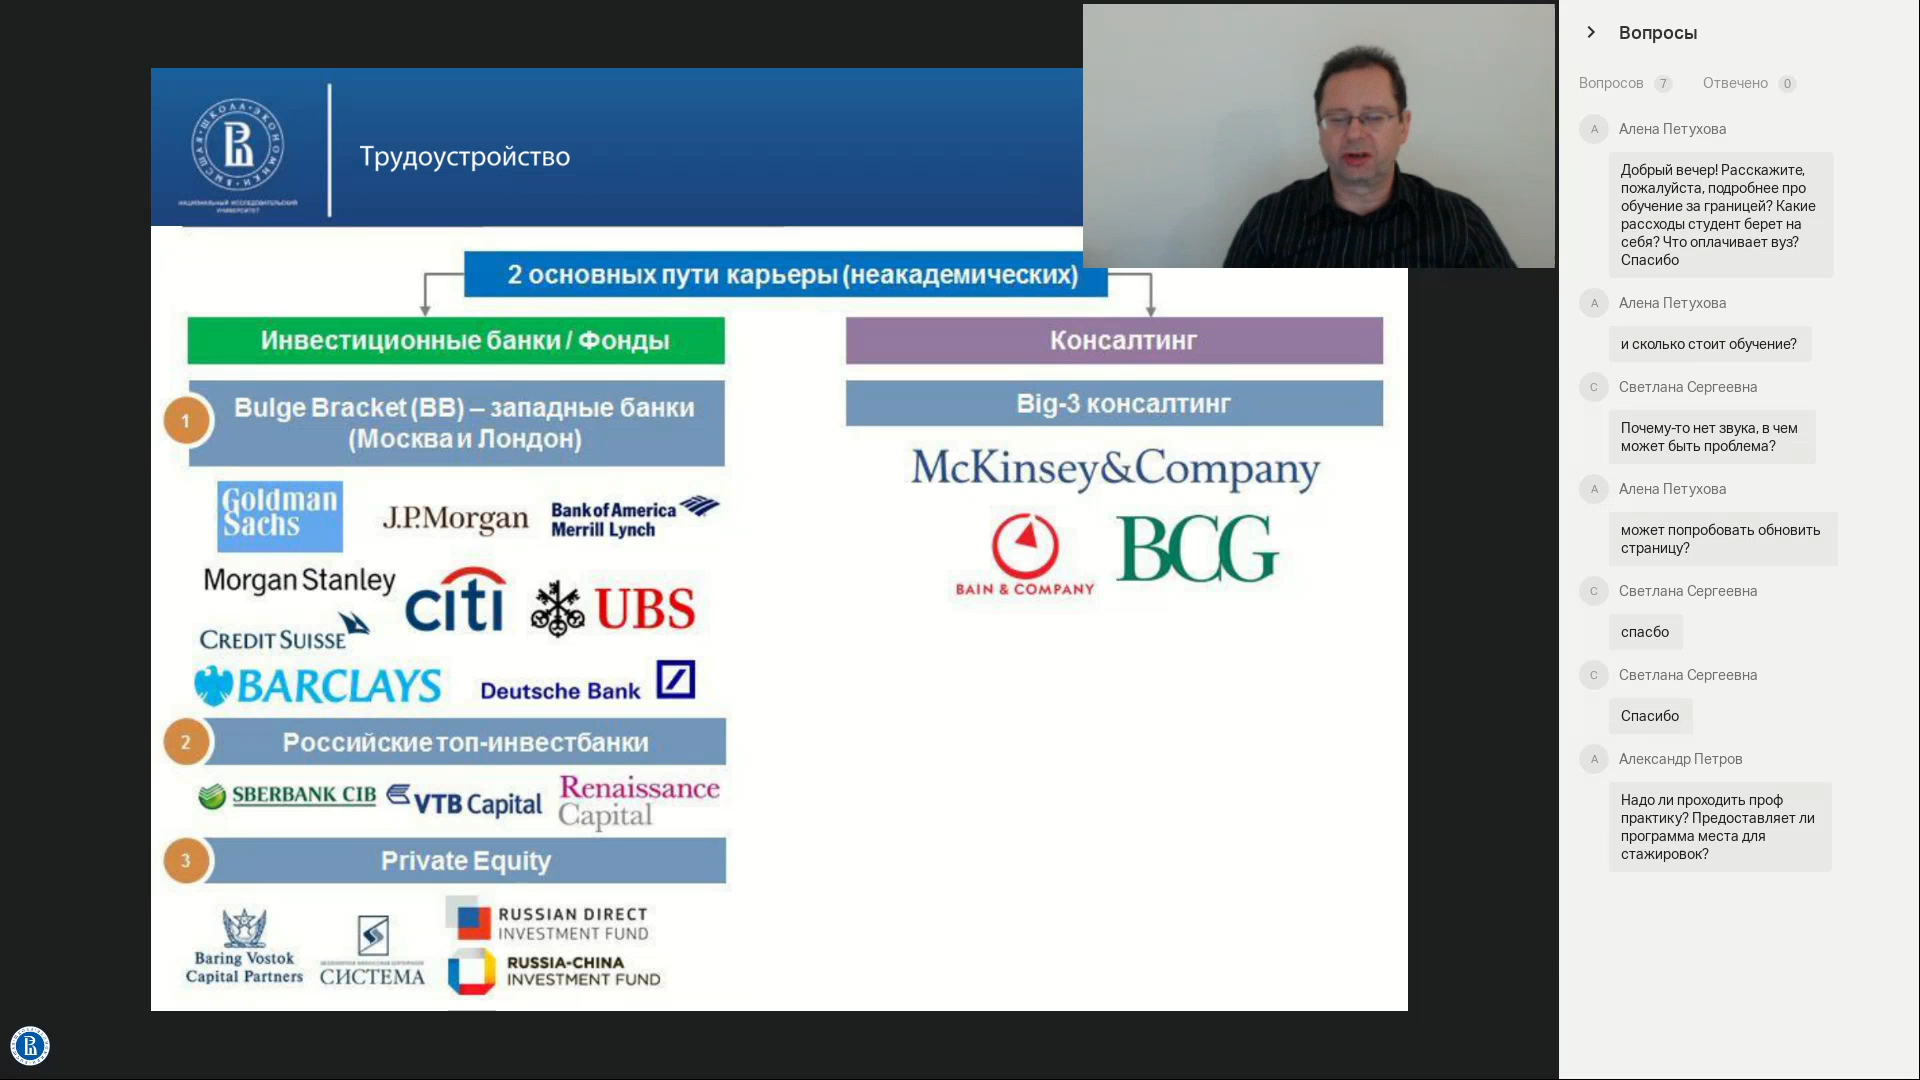 ВЫСШАЯ ШКОЛА ЭКОНОМИКИ
НАЦИОНАЛЬНЫЙ ИССЛЕДОВАТЕЛЬСКИЙ
УНИВЕРСИТЕТ
Трудоустройство
2 основных пути карьеры (неакадемических)
Инвестиционные банки / Фонды
1
Bulge Bracket (BB) – западные банки
(Москва и Лондон)
Goldman
Sachs
J.P.Morgan
Bank of America
Merrill Lynch
Morgan Stanley
citi
UBS
CREDIT SUISSE
BARCLAYS
Deutsche Bank
2
Российские топ-инвестбанки
SBERBANK CIB
VTB Capital
Renaissance
Capital
3
Private Equity
Baring Vostok
Capital Partners
СИСТЕМА
RUSSIAN DIRECT
INVESTMENT FUND
RUSSIA-CHINA
INVESTMENT FUND
Консалтинг
Big-3 консалтинг
McKinsey&Company
BAIN & COMPANY
BCG
Вопросы
Вопросов 7 Отвечено 0
А Алена Петухова
Добрый вечер! Расскажите,
пожалуйста, подробнее про
обучение за границей? Какие
рассходы студент берет на
себя? Что оплачивает вуз?
Спасибо
А Алена Петухова
и сколько стоит обучение?
С Светлана Сергеевна
Почему-то нет звука, в чем
может быть проблема?
А Алена Петухова
может попробовать обновить
страницу?
С Светлана Сергеевна
спасбо
С Светлана Сергеевна
Спасибо
А Александр Петров
Надо ли проходить проф
практику? Предоставляет ли
программа места для
стажировок?